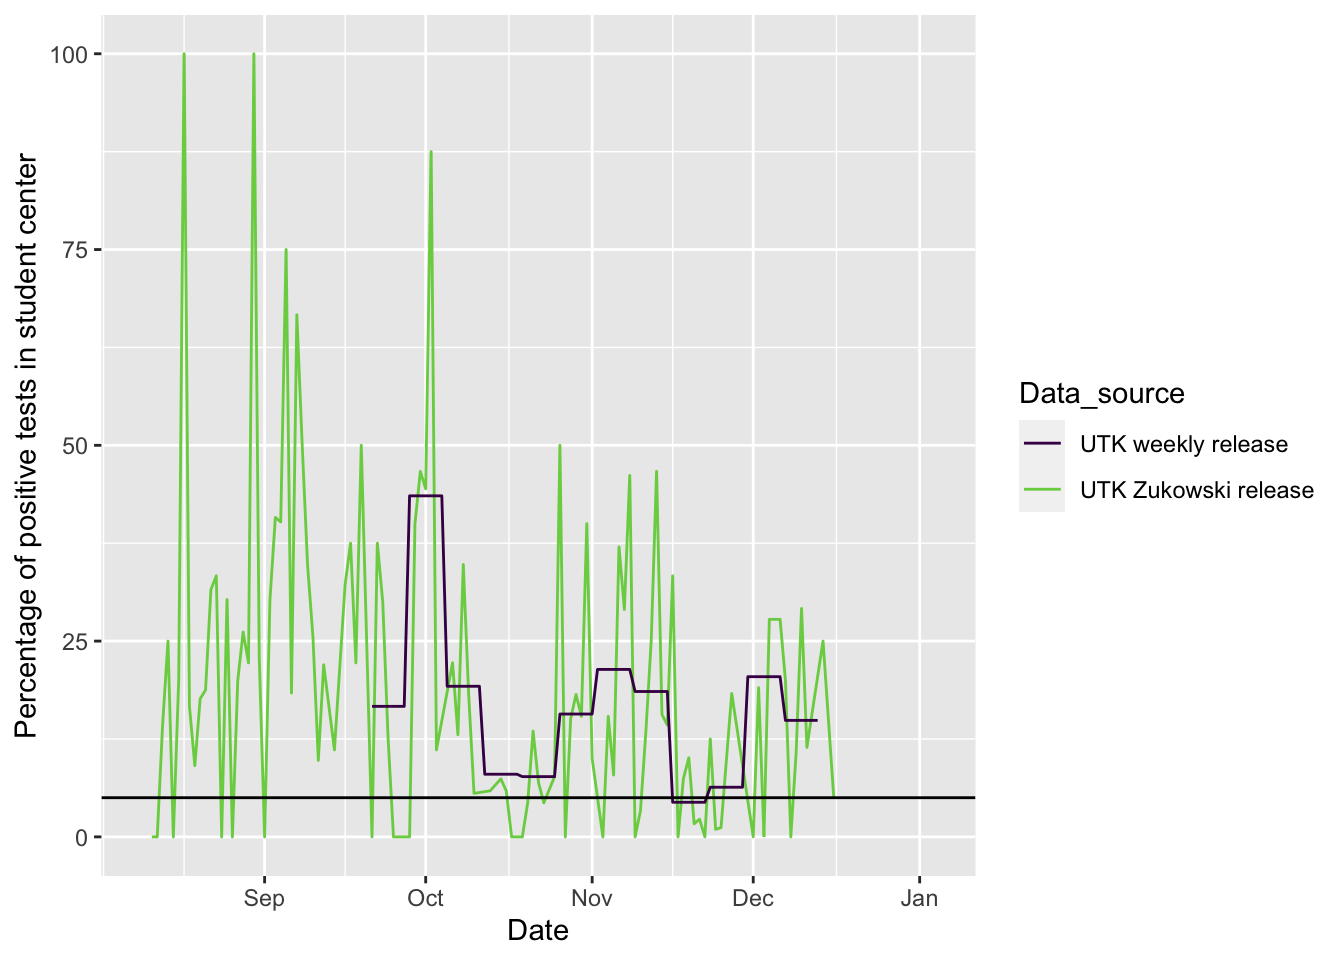 Percentage of positive tests in student center
100
75
50
25
0
Sep
Oct
Nov
Dec
Jan
Date
Data_source
UTK weekly release
UTK Zukowski release